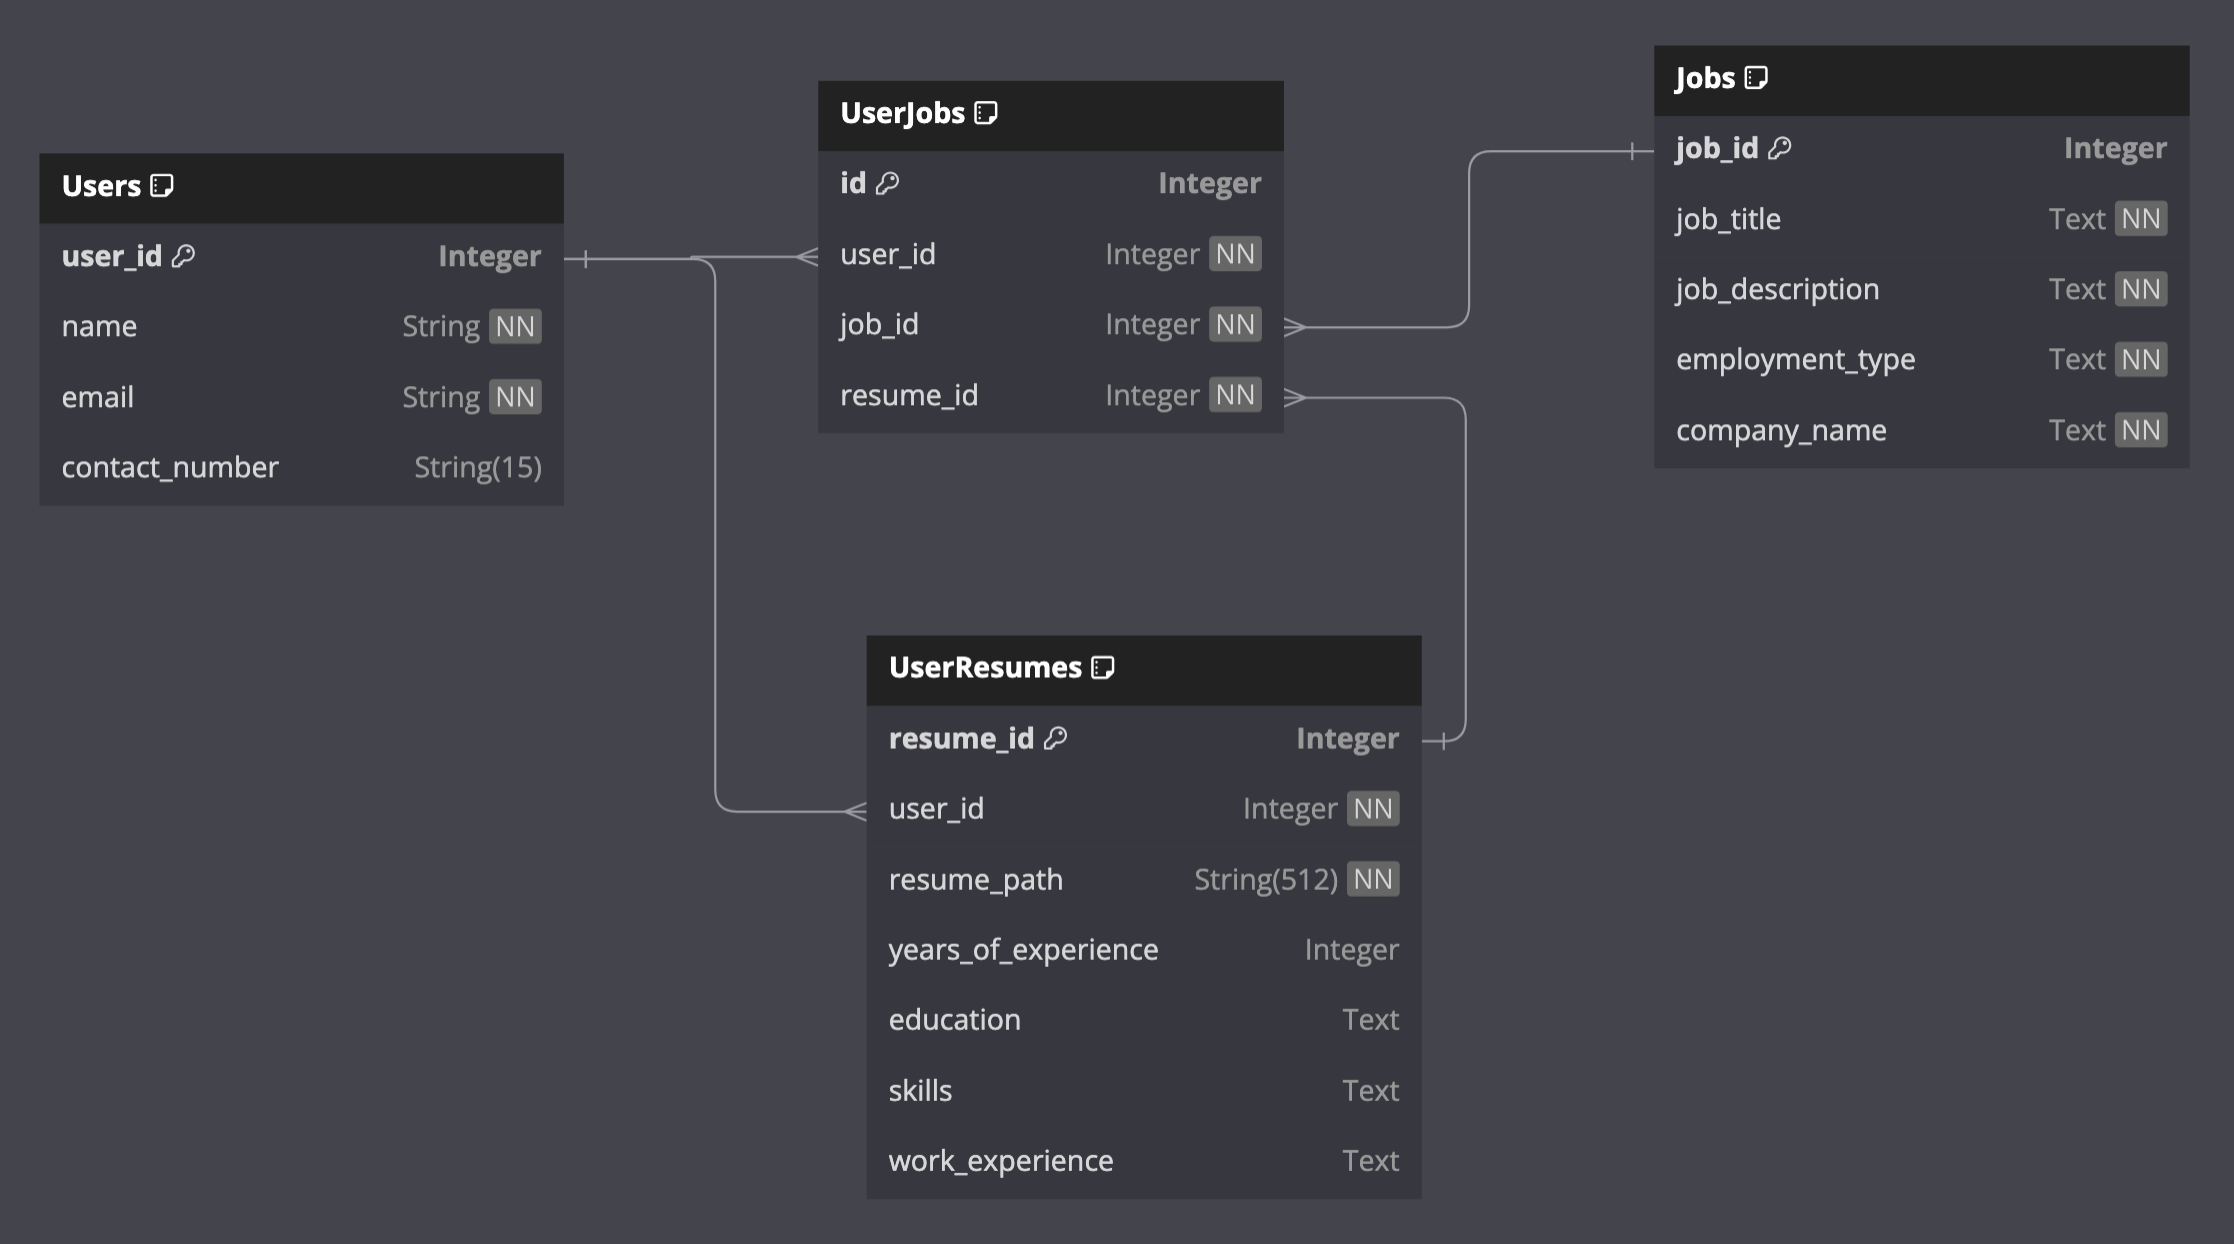 Users
user_id Integer
name String NN
email String NN
contact_number String(15)
UserJobs
id Integer
user_id Integer NN
job_id Integer NN
resume_id Integer NN
Jobs
job_id Integer
job_title Text NN
job_description Text NN
employment_type Text NN
company_name Text NN
UserResumes
resume_id Integer
user_id Integer NN
resume_path String(512) NN
years_of_experience Integer
education Text
skills Text
work_experience Text